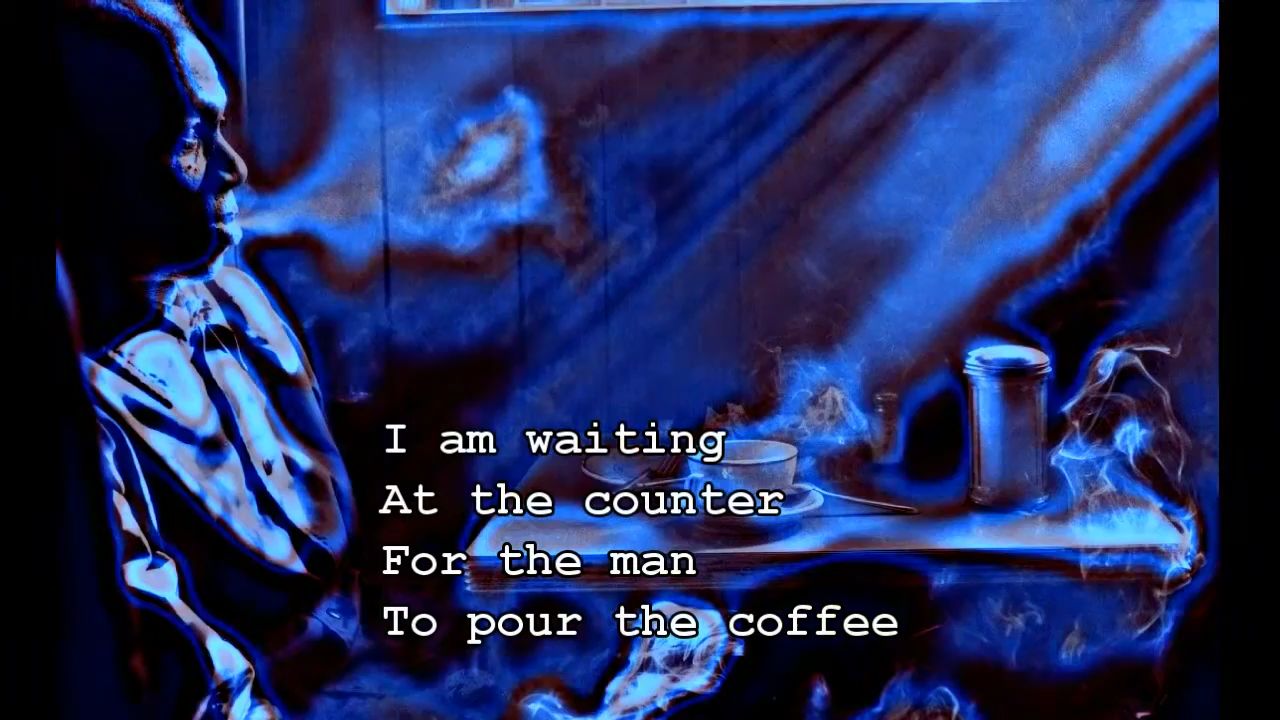 I am waiting
At the counter
For the man
To pour the coffee